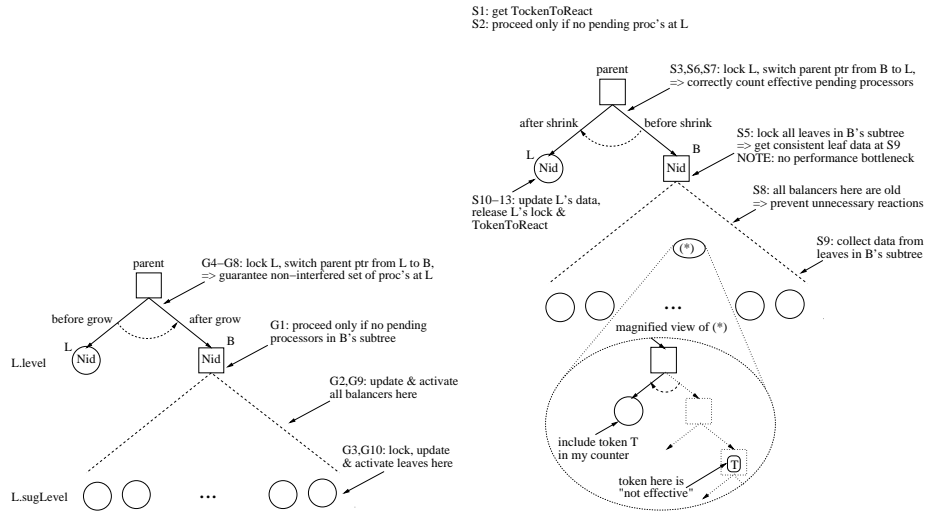 S1: get TockenToReact
S2: proceed only if no pending proc's at L
parent
S3,S6,S7: lock L, switch parent ptr from B to L,
=> correctly count effective pending processors
after shrink
before shrink
L
Nid
B
Nid
S5: lock all leaves in B's subtree
=> get consistent leaf data at S9
NOTE: no performance bottleneck
S10–13: update L's data,
release L's lock &
TokenToReact
S8: all balancers here are old
=> prevent unnecessary reactions
(*)
S9: collect data from
leaves in B's subtree
...
magnified view of (*)
include token T
in my counter
T
token here is
"not effective"
parent
G4–G8: lock L, switch parent ptr from L to B,
=> guarantee non–interfered set of proc's at L
before grow
after grow
L
B
L.level
Nid
Nid
G1: proceed only if no pending
processors in B's subtree
G2,G9: update & activate
all balancers here
G3,G10: lock, update
& activate leaves here
L.sugLevel
...